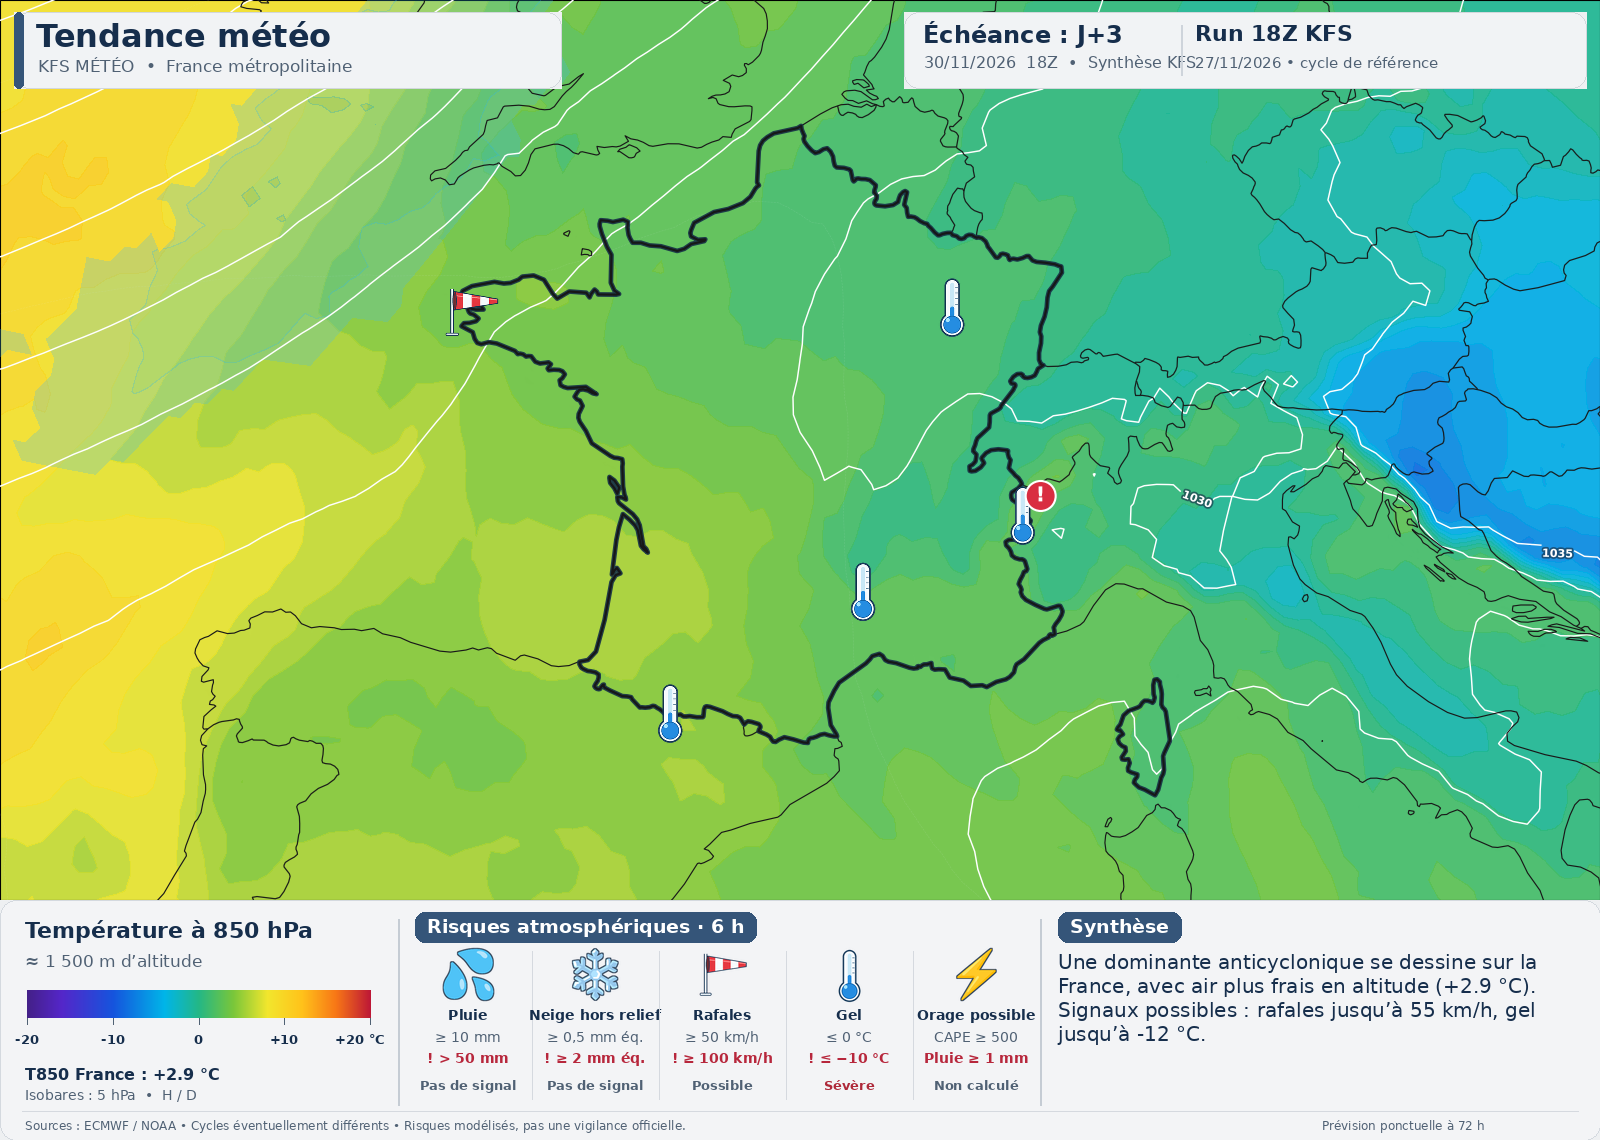 Tendance météo
KFS MÉTÉO • France métropolitaine
Échéance : J+3
30/11/2026 18Z • Synthèse KFS
Run 18Z KFS
27/11/2026 • cycle de référence
!
1030
1035
Température à 850 hPa
≈ 1 500 m d’altitude
-20 -10 0 +10 +20 °C
T850 France : +2.9 °C
Isobares : 5 hPa • H / D
Risques atmosphériques · 6 h
Pluie
≥ 10 mm
! > 50 mm
Pas de signal
Neige hors relief
≥ 0,5 mm éq.
! ≥ 2 mm éq.
Pas de signal
Rafales
≥ 50 km/h
! ≥ 100 km/h
Possible
Gel
≤ 0 °C
! ≤ −10 °C
Sévère
Orage possible
CAPE ≥ 500
Pluie ≥ 1 mm
Non calculé
Synthèse
Une dominante anticyclonique se dessine sur la
France, avec air plus frais en altitude (+2.9 °C).
Signaux possibles : rafales jusqu’à 55 km/h, gel
jusqu’à -12 °C.
Sources : ECMWF / NOAA • Cycles éventuellement différents • Risques modélisés, pas une vigilance officielle.
Prévision ponctuelle à 72 h